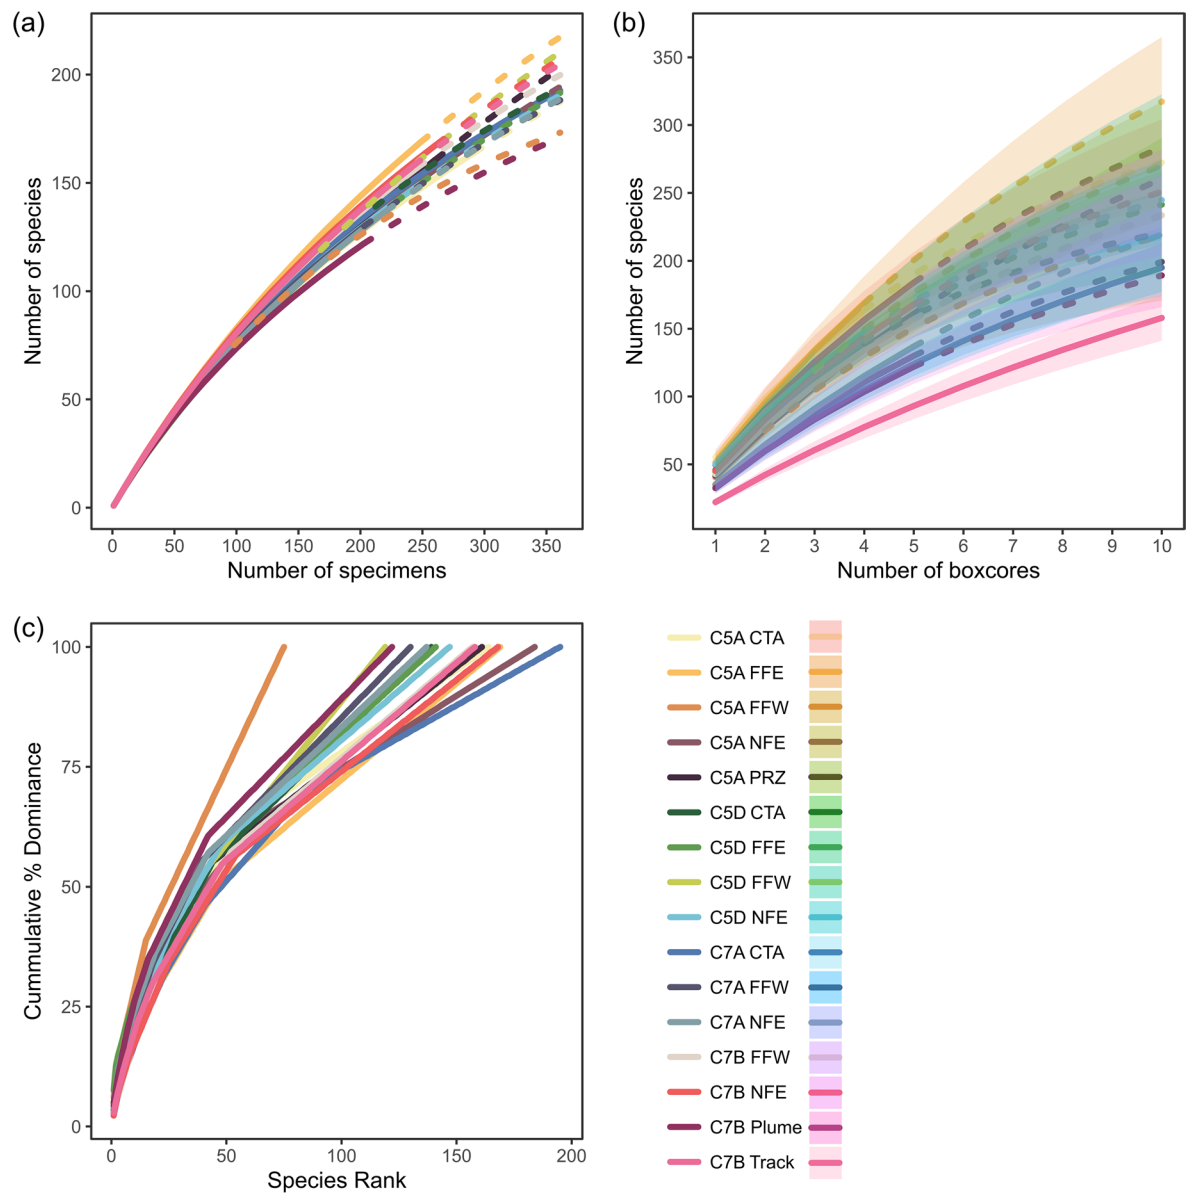 (a)
Number of species
200
150
100
50
0
0 50 100 150 200 250 300 350
Number of specimens
(b)
Number of species
350
300
250
200
150
100
50
1 2 3 4 5 6 7 8 9 10
Number of boxcores
(c)
Cummulative % Dominance
100
75
50
25
0
0 50 100 150 200
Species Rank
C5A CTA
C5A FFE
C5A FFW
C5A NFE
C5A PRZ
C5D CTA
C5D FFE
C5D FFW
C5D NFE
C7A CTA
C7A FFW
C7A NFE
C7B FFW
C7B NFE
C7B Plume
C7B Track